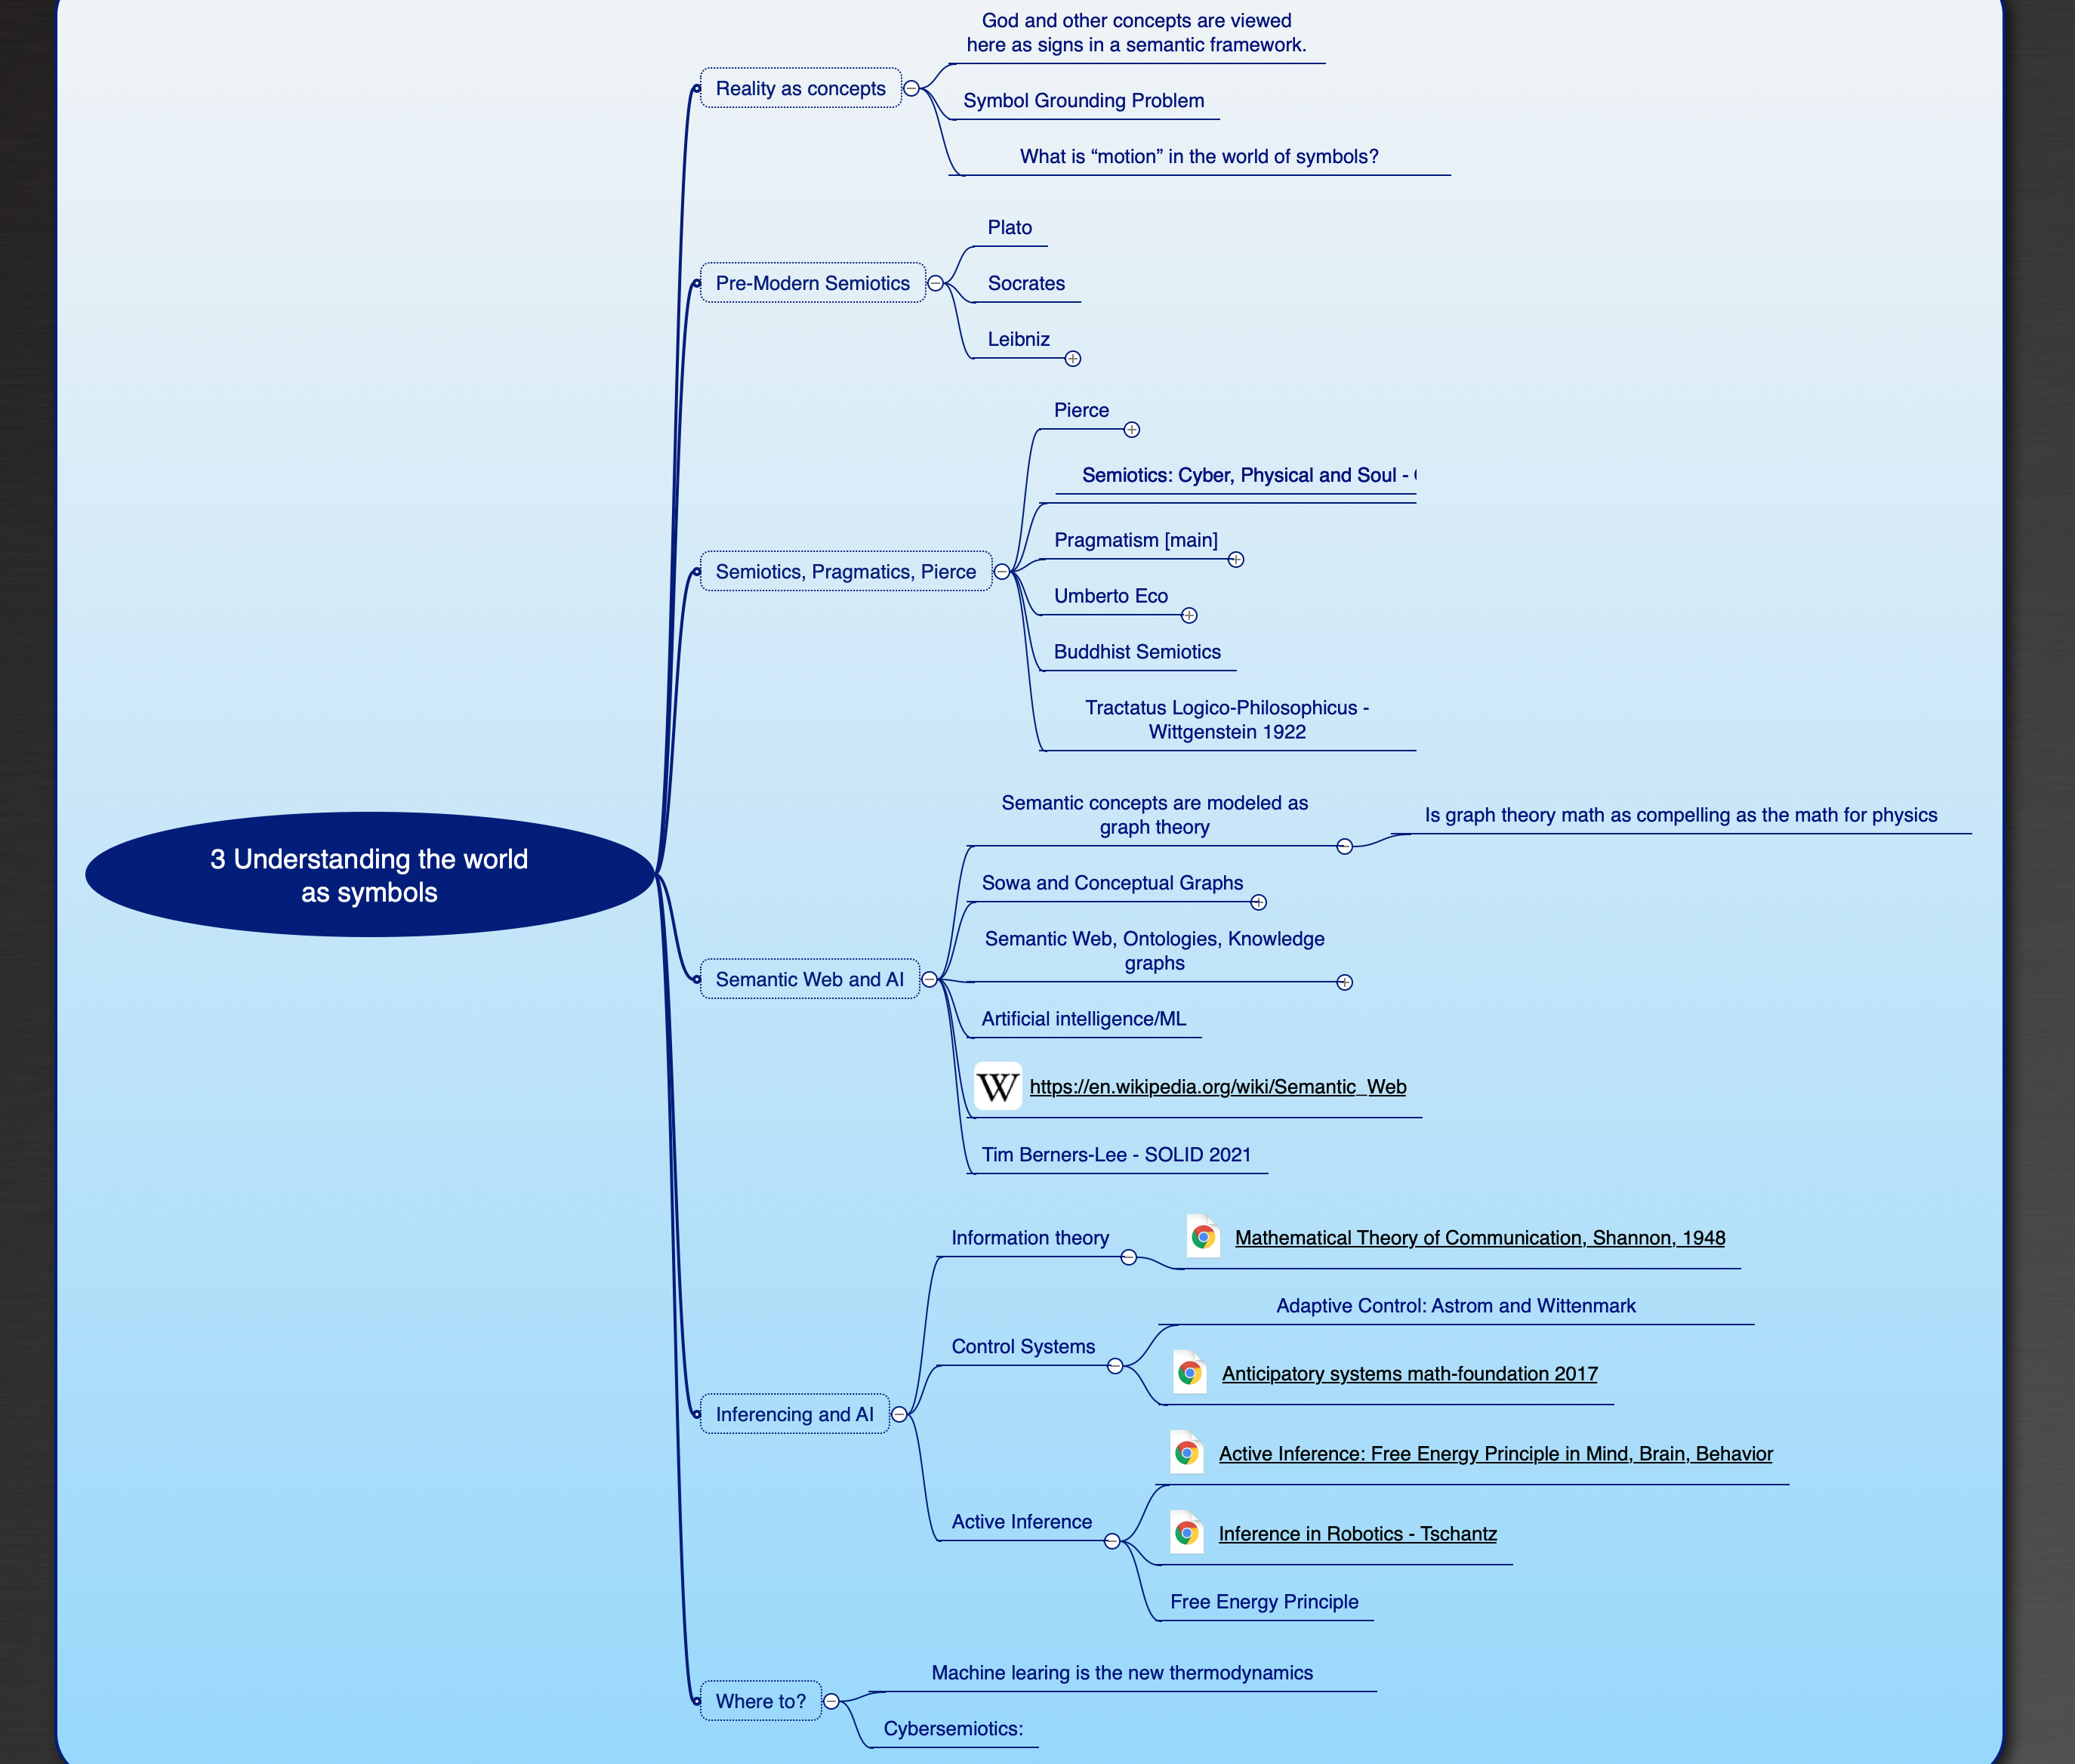 God and other concepts are viewed
here as signs in a semantic framework.
Reality as concepts
Symbol Grounding Problem
What is “motion” in the world of symbols?
Plato
Pre-Modern Semiotics
Socrates
Leibniz
Pierce
Semiotics: Cyber, Physical and Soul -
Pragmatism [main]
Semiotics, Pragmatics, Pierce
Umberto Eco
Buddhist Semiotics
Tractatus Logico-Philosophicus -
Wittgenstein 1922
3 Understanding the world
as symbols
Semantic concepts are modeled as
graph theory
Is graph theory math as compelling as the math for physics
Sowa and Conceptual Graphs
Semantic Web, Ontologies, Knowledge
graphs
Semantic Web and AI
Artificial intelligence/ML
W https://en.wikipedia.org/wiki/Semantic_Web
Tim Berners-Lee - SOLID 2021
Information theory
Mathematical Theory of Communication, Shannon, 1948
Adaptive Control: Astrom and Wittenmark
Control Systems
Anticipatory systems math-foundation 2017
Inferencing and AI
Active Inference: Free Energy Principle in Mind, Brain, Behavior
Active Inference
Inference in Robotics - Tschantz
Free Energy Principle
Machine learing is the new thermodynamics
Where to?
Cybersemiotics: